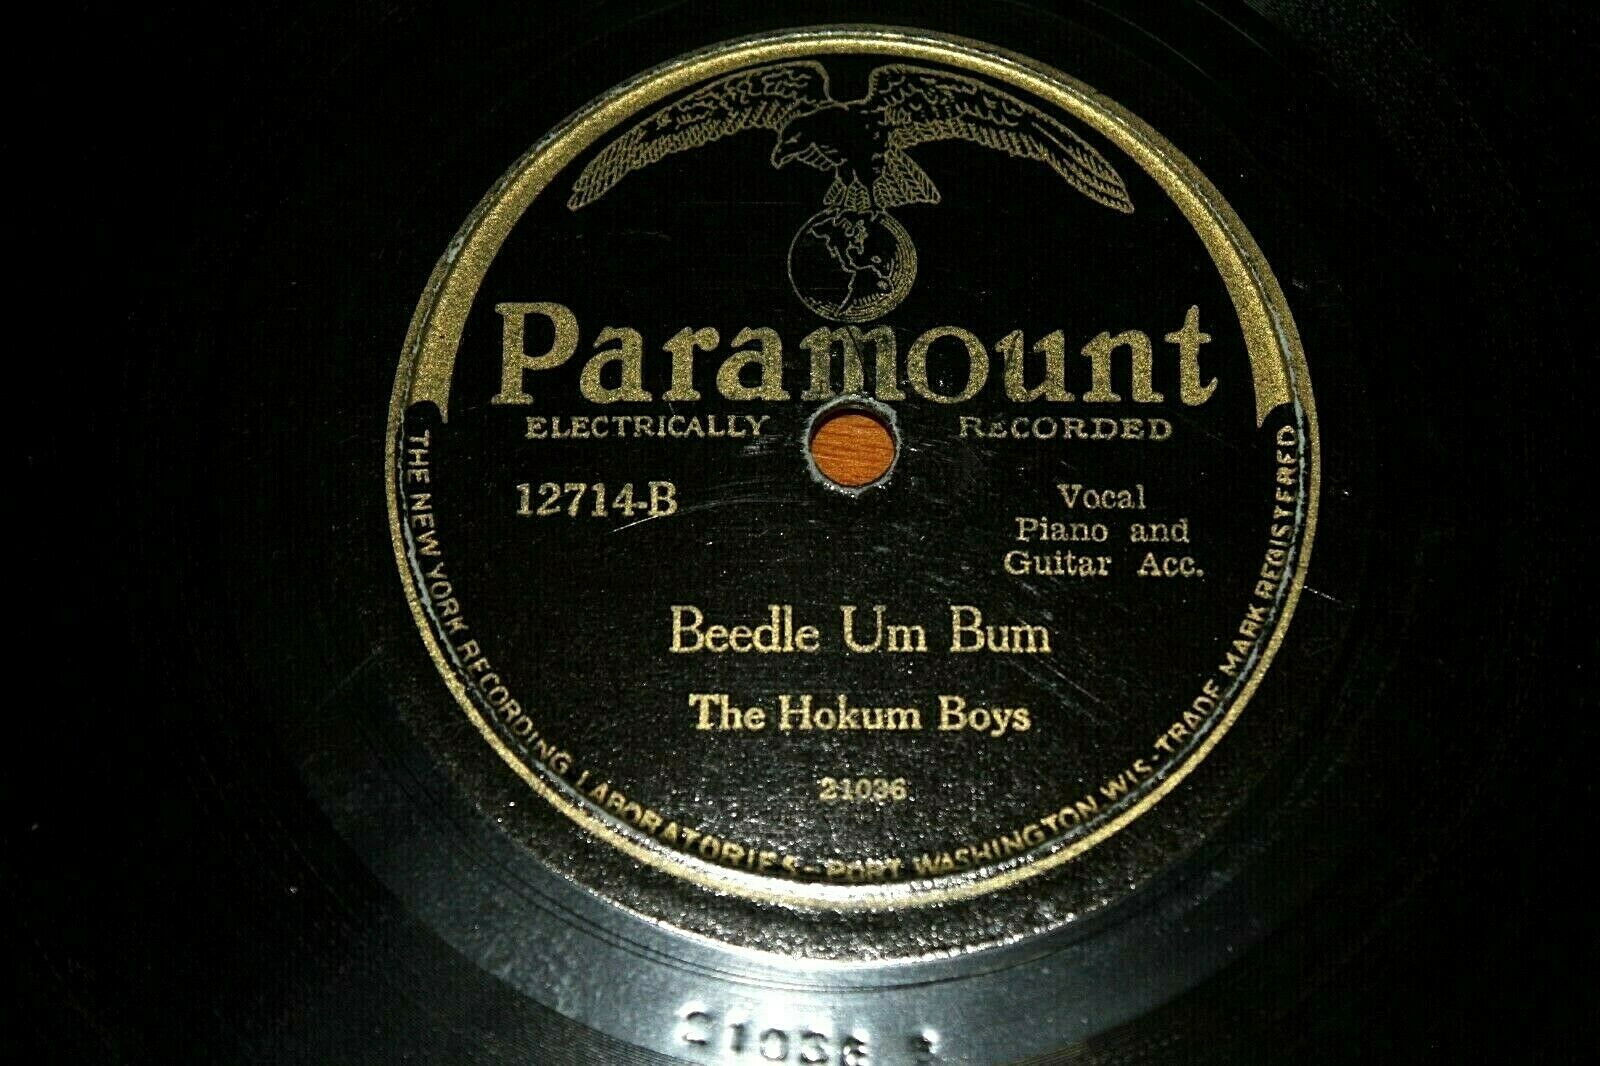 Paramount
ELECTRICALLY RECORDED
12714-B
Vocal
Piano and
Guitar Acc.
Beedle Um Bum
The Hokum Boys
21036
THE NEW YORK RECORDING LABORATORIES - PORT WASHINGTON, WIS. - TRADE MARK REGISTERED
21036